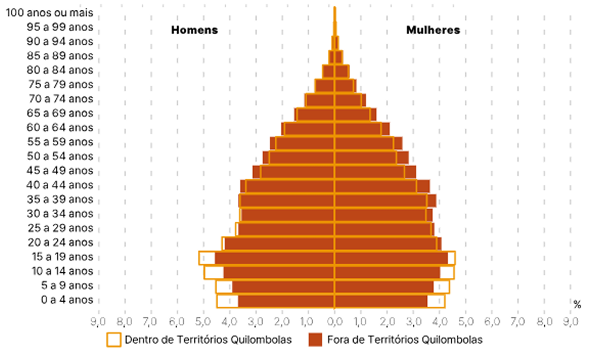 Homens Mulheres
100 anos ou mais
95 a 99 anos
90 a 94 anos
85 a 89 anos
80 a 84 anos
75 a 79 anos
70 a 74 anos
65 a 69 anos
60 a 64 anos
55 a 59 anos
50 a 54 anos
45 a 49 anos
40 a 44 anos
35 a 39 anos
30 a 34 anos
25 a 29 anos
20 a 24 anos
15 a 19 anos
10 a 14 anos
5 a 9 anos
0 a 4 anos
%
9,0 8,0 7,0 6,0 5,0 4,0 3,0 2,0 1,0 0,0 1,0 2,0 3,0 4,0 5,0 6,0 7,0 8,0 9,0
Dentro de Territórios Quilombolas Fora de Territórios Quilombolas